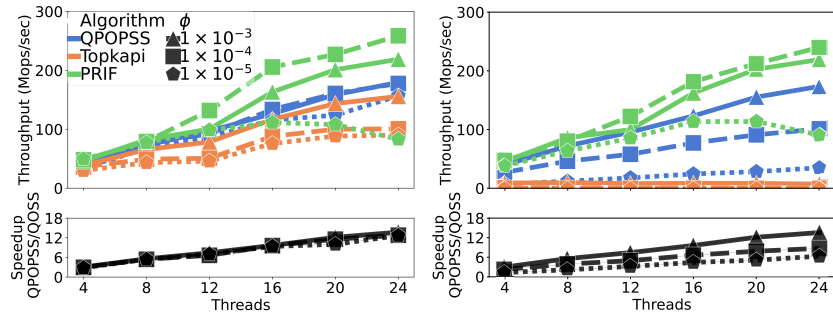 Throughput (Mops/sec)
300
200
100
0
Algorithm ϕ
QPOPSS 1 × 10⁻³
Topkapi 1 × 10⁻⁴
PRIF 1 × 10⁻⁵
Speedup
QPOPSS/QOSS
18
12
6
0
4 8 12 16 20 24
Threads
Throughput (Mops/sec)
300
200
100
0
Speedup
QPOPSS/QOSS
18
12
6
0
4 8 12 16 20 24
Threads